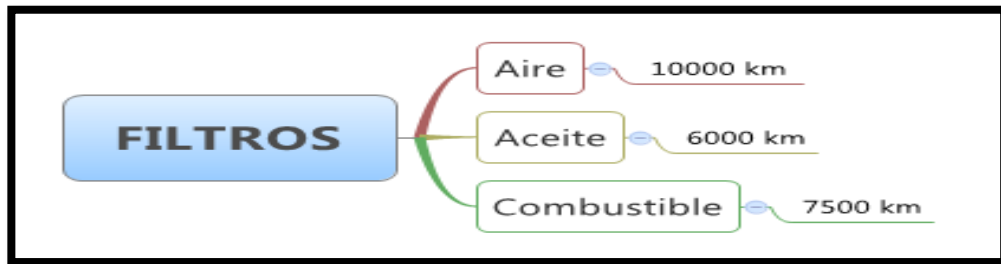 FILTROS
Aire
10000 km
Aceite
6000 km
Combustible
7500 km